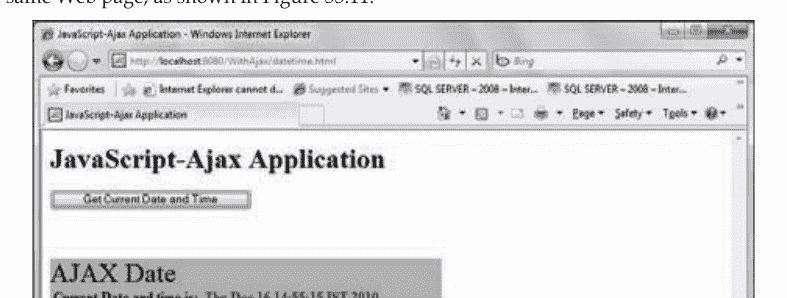 same Web page, as shown in Figure 35.11:
JavaScript-Ajax Application - Windows Internet Explorer
http://localhost:8080/WithAjax/datetime.html
Bing
Favorites Internet Explorer cannot d... Suggested Sites SQL SERVER – 2008 – Inter... SQL SERVER – 2008 – Inter...
JavaScript-Ajax Application Page Safety Tools
JavaScript-Ajax Application
Get Current Date and Time
AJAX Date
Current Date and time is: Thu Dec 16 14:55:15 IST 2010